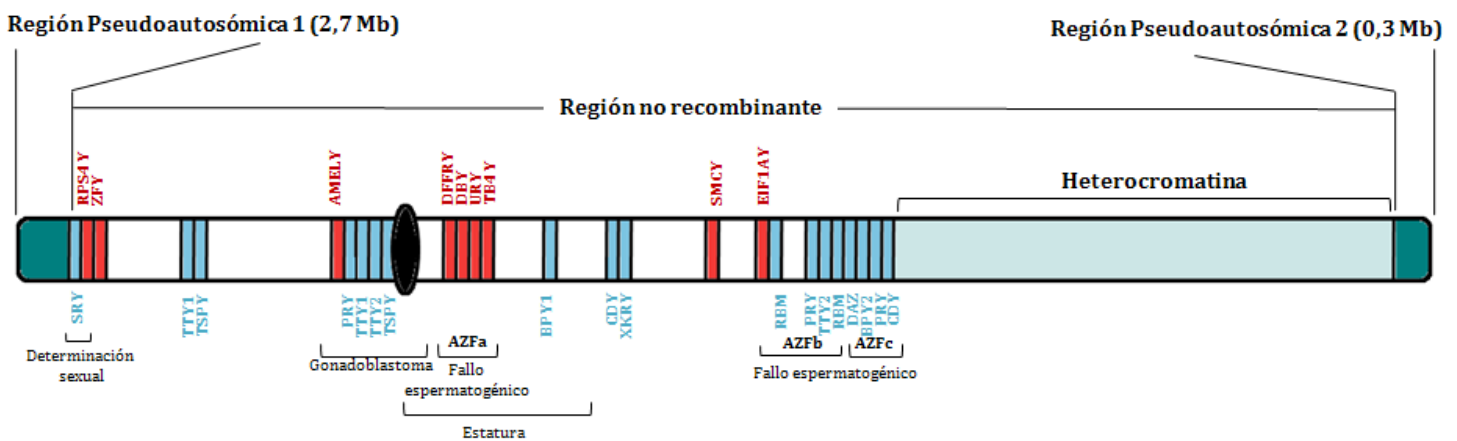 Región Pseudoautosómica 1 (2,7 Mb)
Región Pseudoautosómica 2 (0,3 Mb)
Región no recombinante
RPS4Y
ZFY
AMELY
DFFRY
DBY
URY
TB4Y
SMCY
EIF1AY
Heterocromatina
SRY
TTY1
TSPY
PRY
TTY1
TTY2
TSPY
BPY1
CDY
XKRY
RBM
PRY
TTY2
RBM
DAZ
BPY2
PRY
CDY
Determinación
sexual
Gonadoblastoma
AZFa
Fallo
espermatogénico
Estatura
AZFb
AZFc
Fallo espermatogénico